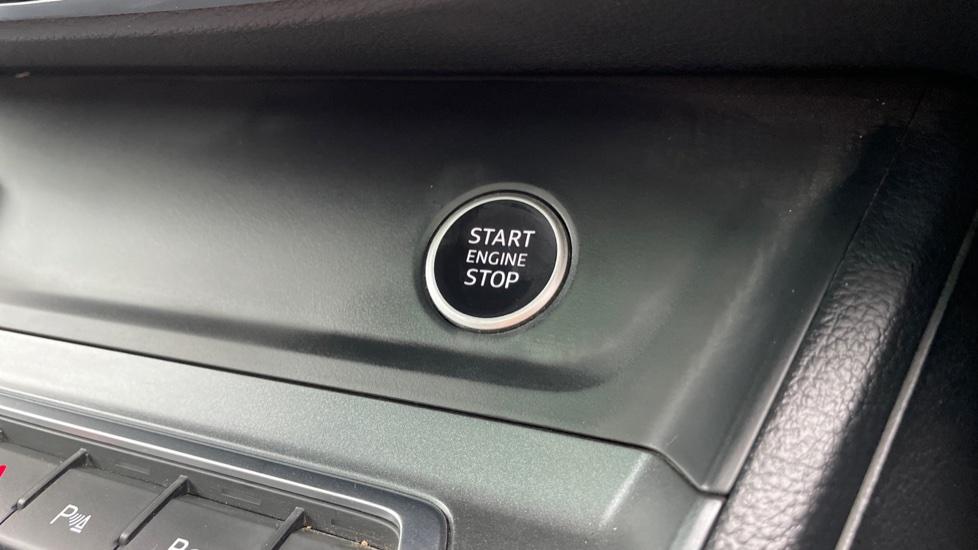 START
ENGINE
STOP
P